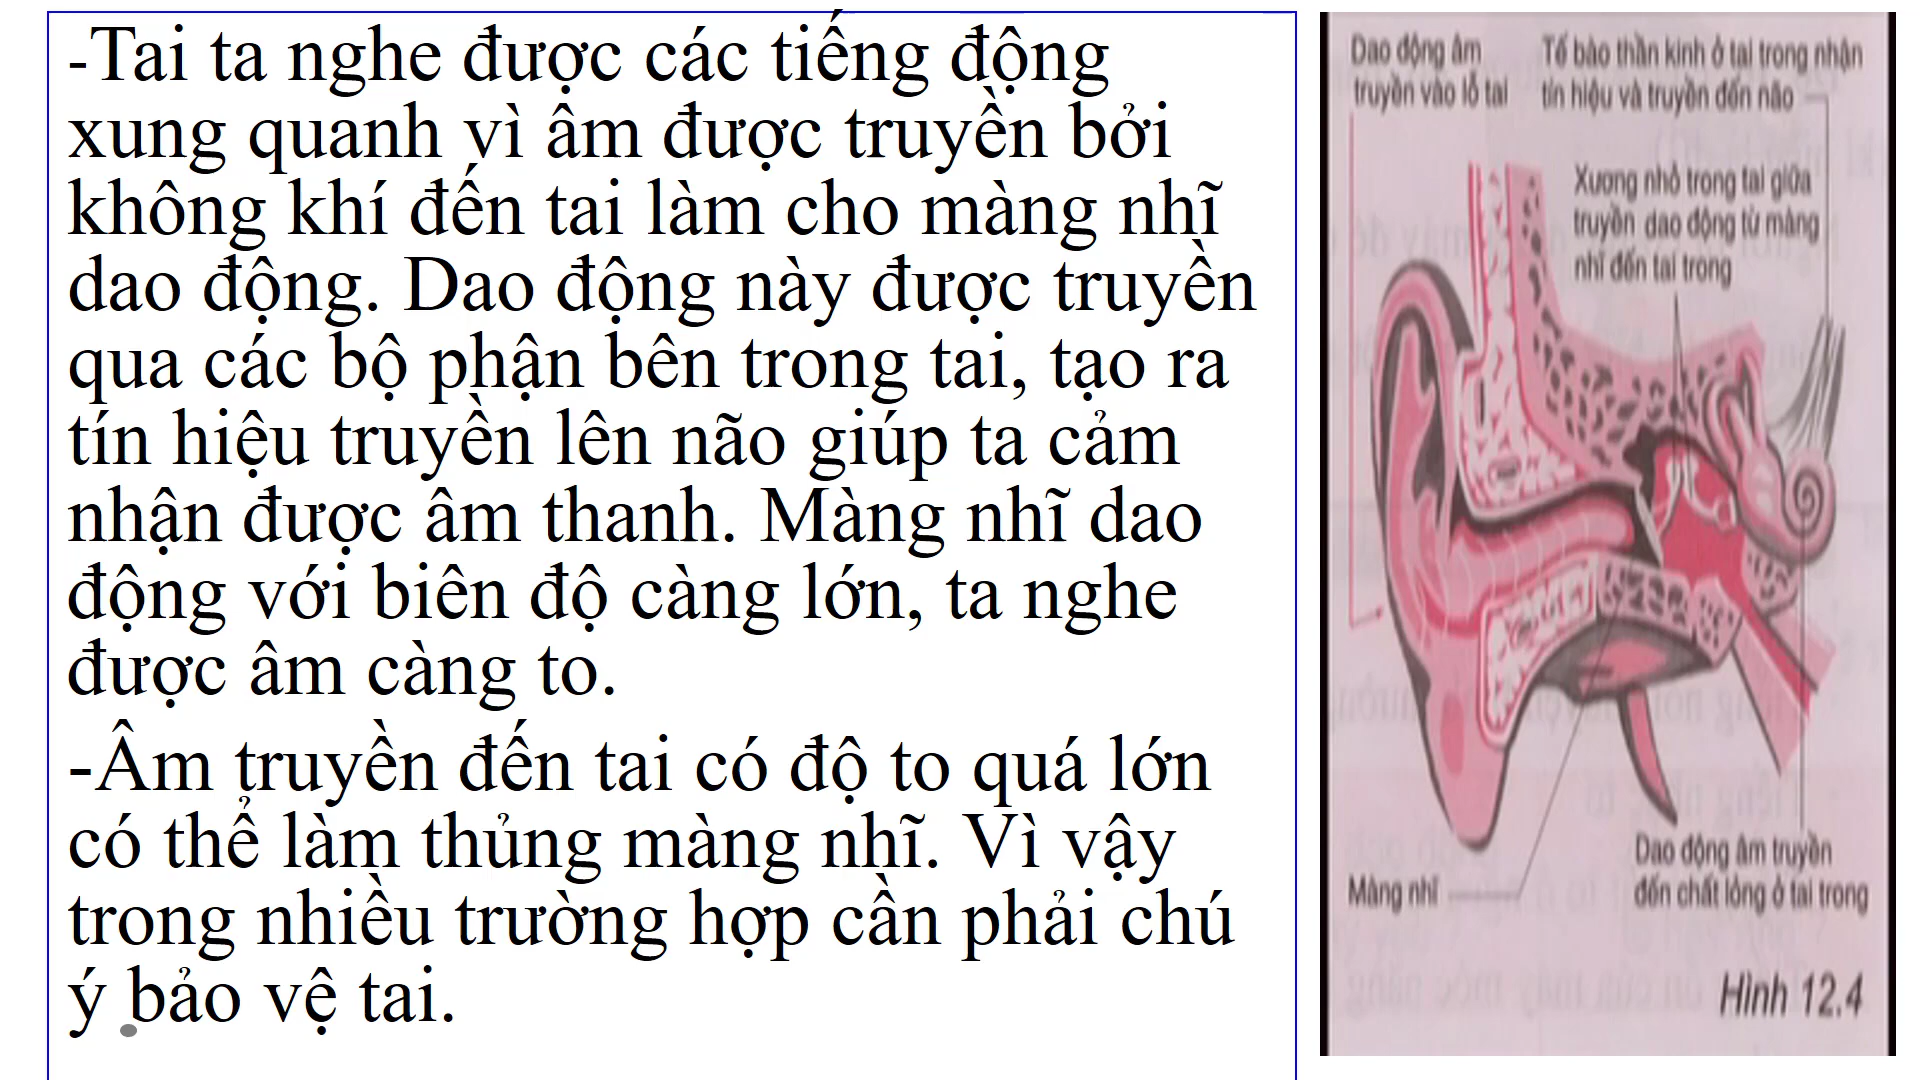 -Tai ta nghe được các tiếng động
xung quanh vì âm được truyền bởi
không khí đến tai làm cho màng nhĩ
dao động. Dao động này được truyền
qua các bộ phận bên trong tai, tạo ra
tín hiệu truyền lên não giúp ta cảm
nhận được âm thanh. Màng nhĩ dao
động với biên độ càng lớn, ta nghe
được âm càng to.
-Âm truyền đến tai có độ to quá lớn
có thể làm thủng màng nhĩ. Vì vậy
trong nhiều trường hợp cần phải chú
ý bảo vệ tai.
Dao động âm
truyền vào lỗ tai
Tế bào thần kinh ở tai trong nhận
tín hiệu và truyền đến não
Xương nhỏ trong tai giữa
truyền dao động từ màng
nhĩ đến tai trong
Màng nhĩ
Dao động âm truyền
đến chất lỏng ở tai trong
Hình 12.4